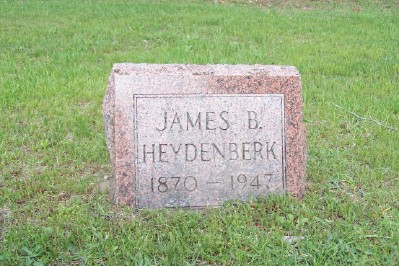 JAMES B.
HEYDENBERK
1870 — 1947